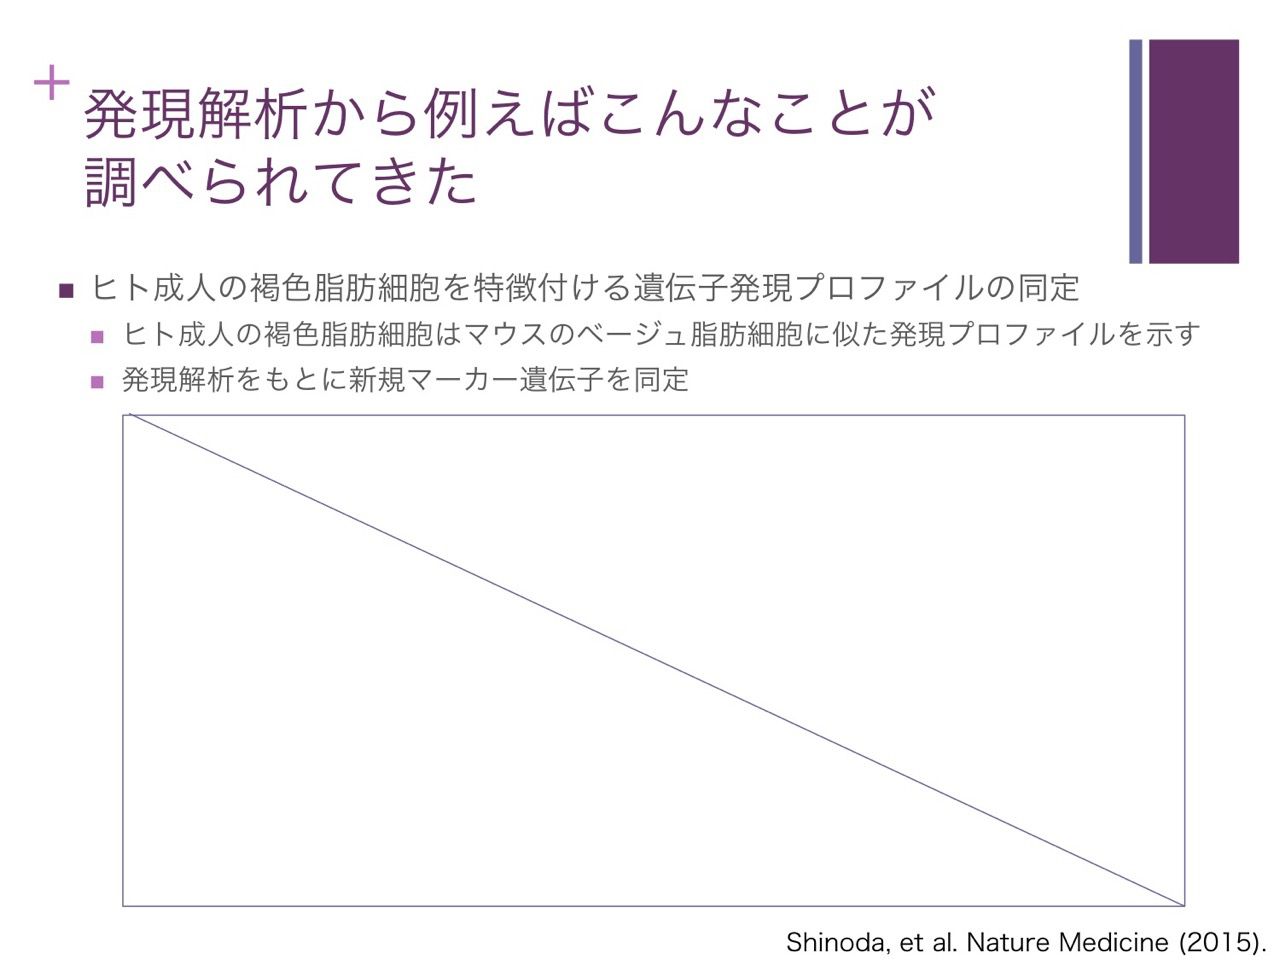 +
発現解析から例えばこんなことが
調べられてきた
ヒト成人の褐色脂肪細胞を特徴付ける遺伝子発現プロファイルの同定
ヒト成人の褐色脂肪細胞はマウスのベージュ脂肪細胞に似た発現プロファイルを示す
発現解析をもとに新規マーカー遺伝子を同定
Shinoda, et al. Nature Medicine (2015).